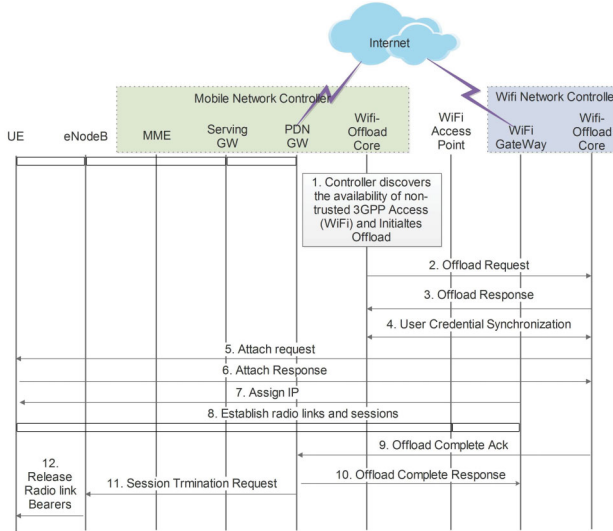 Internet
Mobile Network Controller
Wifi Network Controlle
UE
eNodeB
MME
Serving
GW
PDN
GW
Wifi-
Offload
Core
WiFi
Access
Point
WiFi
GateWay
Wifi-
Offload
Core
1. Controller discovers
the availability of non-
trusted 3GPP Access
(WiFi) and Initialtes
Offload
2. Offload Request
3. Offload Response
4. User Credential Synchronization
5. Attach request
6. Attach Response
7. Assign IP
8. Establish radio links and sessions
9. Offload Complete Ack
10. Offload Complete Response
11. Session Trmination Request
12.
Release
Radio link
Bearers